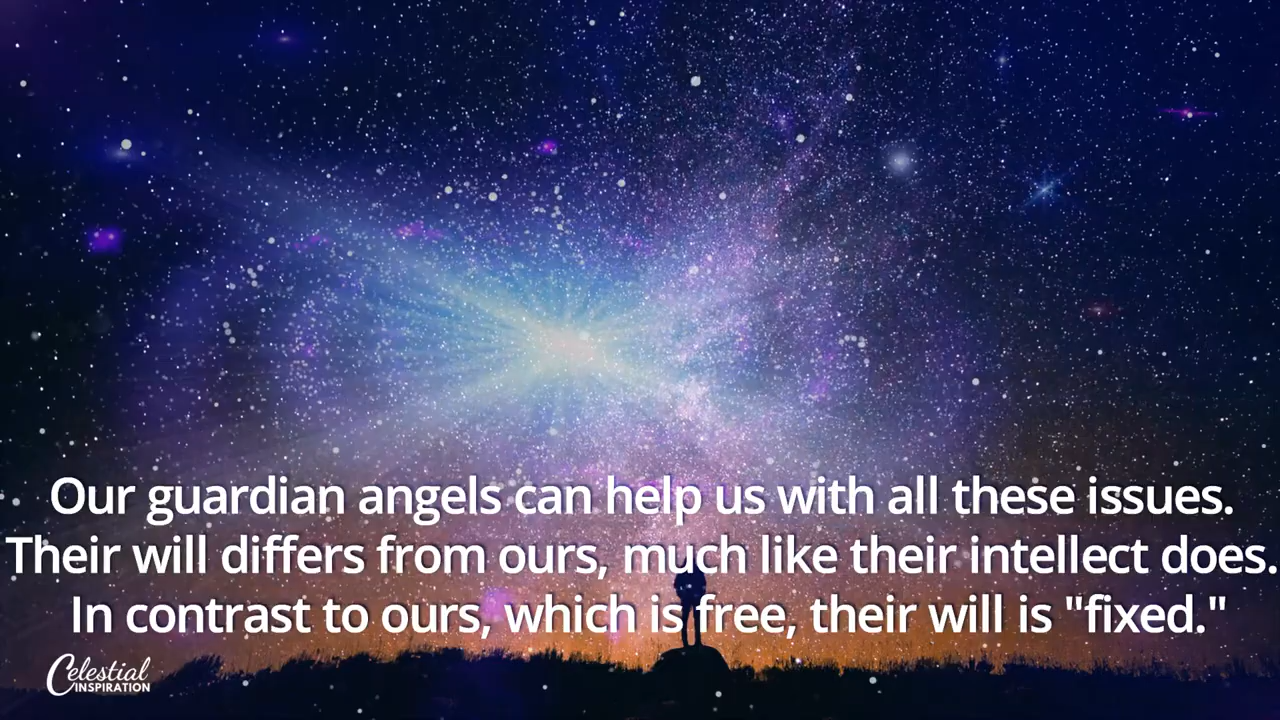 Our guardian angels can help us with all these issues.
Their will differs from ours, much like their intellect does.
In contrast to ours, which is free, their will is "fixed."
Celestial
INSPIRATION